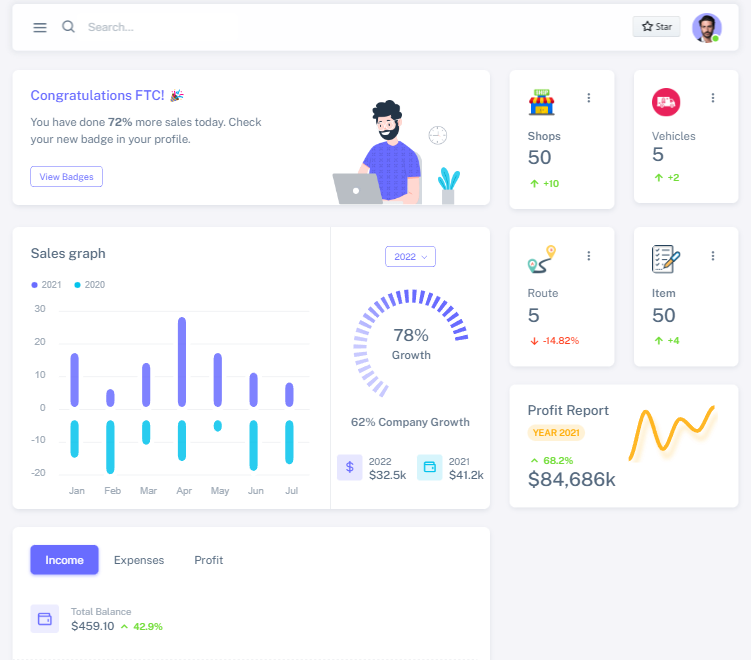 Search...
Star
Congratulations FTC! 🎉
You have done 72% more sales today. Check
your new badge in your profile.
View Badges
Shops
50
+10
Vehicles
5
+2
Sales graph
2021
2020
30
20
10
0
-10
-20
Jan Feb Mar Apr May Jun Jul
2022
78%
Growth
62% Company Growth
$
2022
$32.5k
2021
$41.2k
Route
5
-14.82%
Item
50
+4
Profit Report
YEAR 2021
68.2%
$84,686k
Income Expenses Profit
Total Balance
$459.10 42.9%